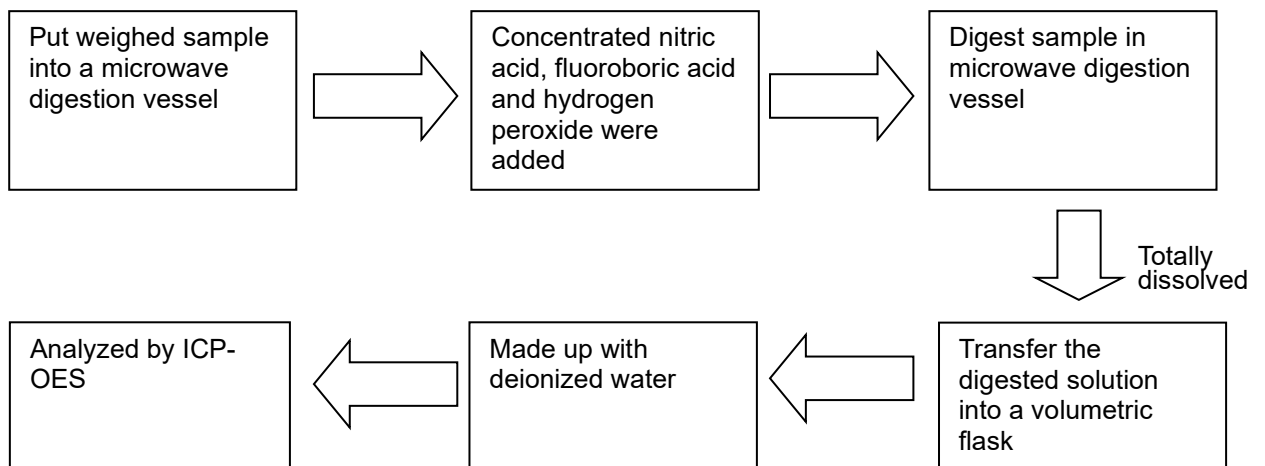 Put weighed sample
into a microwave
digestion vessel
Concentrated nitric
acid, fluoroboric acid
and hydrogen
peroxide were
added
Digest sample in
microwave digestion
vessel
Totally
dissolved
Transfer the
digested solution
into a volumetric
flask
Made up with
deionized water
Analyzed by ICP-
OES